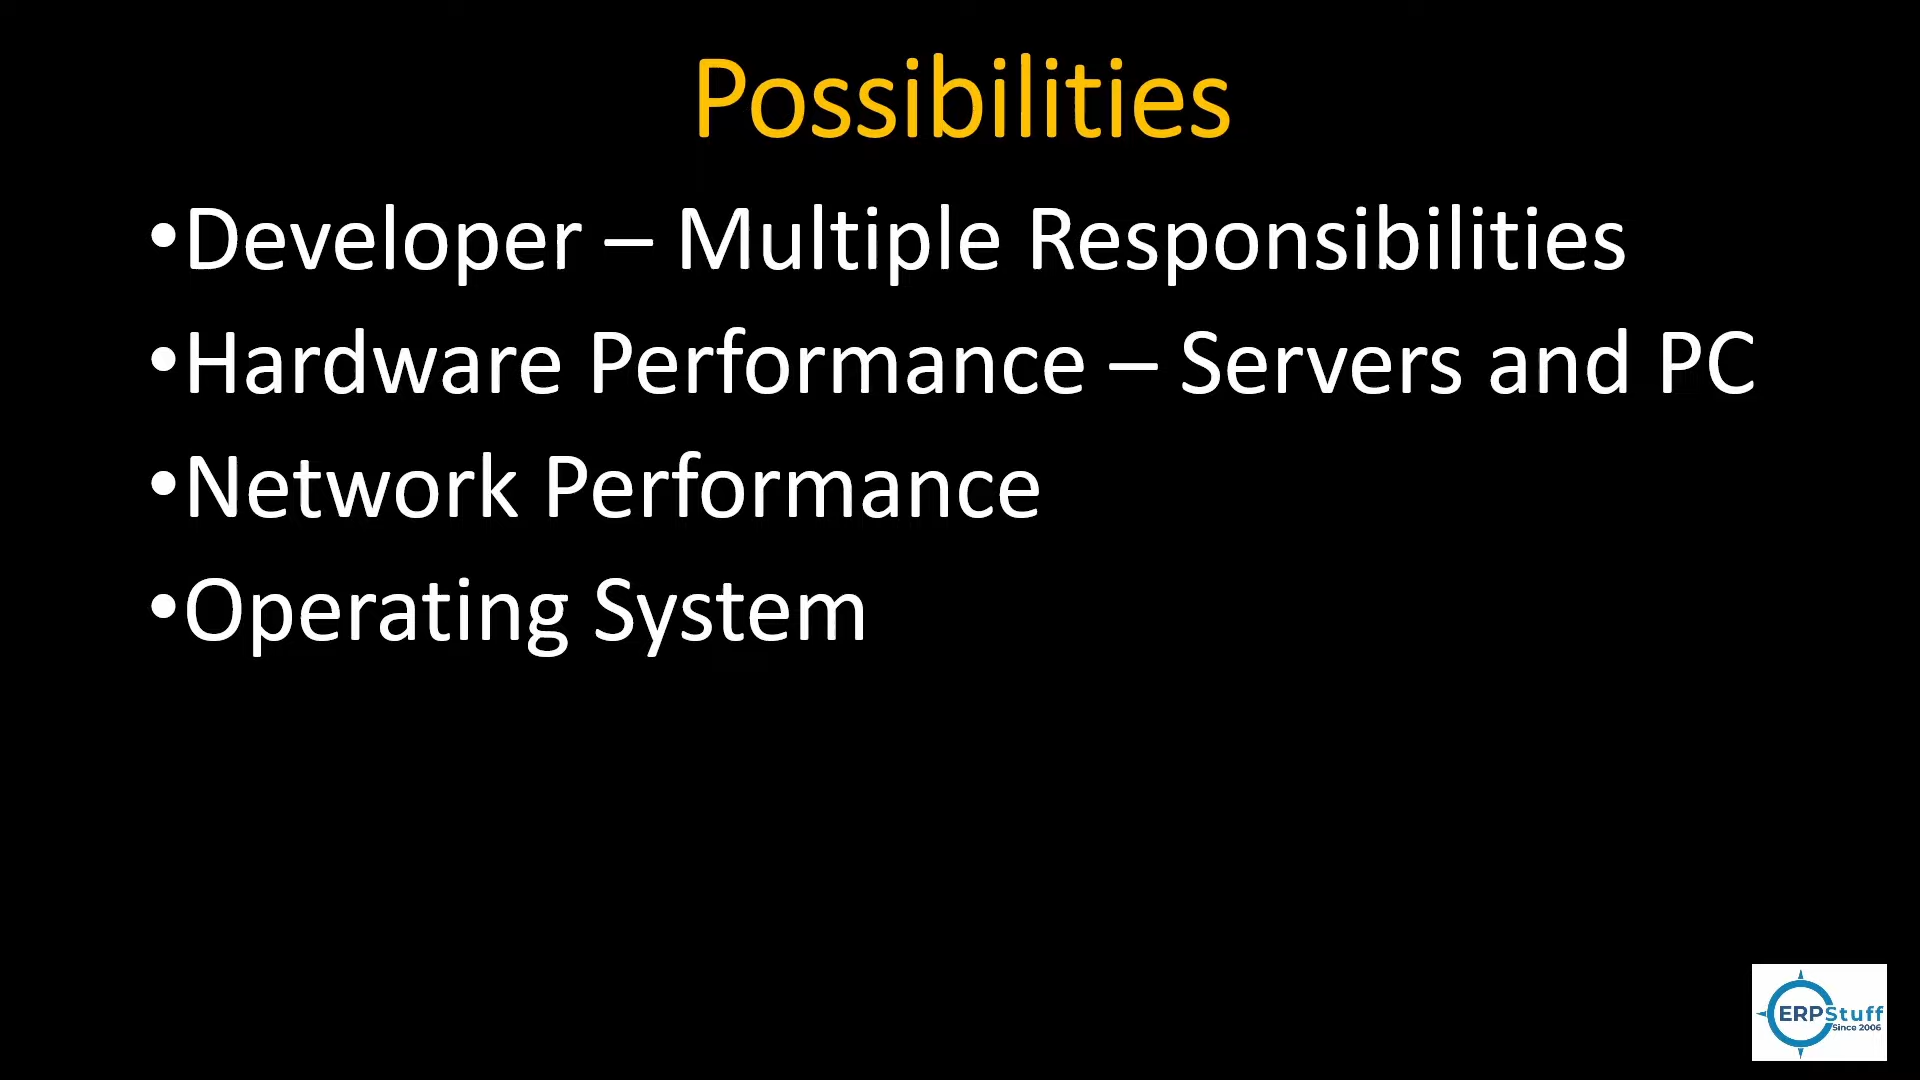 Possibilities
•Developer – Multiple Responsibilities
•Hardware Performance – Servers and PC
•Network Performance
•Operating System
ERPStuff
Since 2006